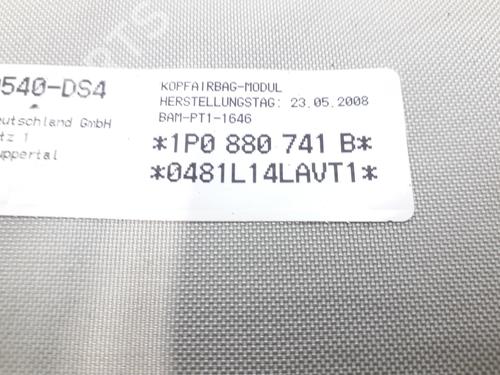 540-DS4
KOPFAIRBAG-MODUL
HERSTELLUNGSTAG: 23.05.2008
BAM-PT1-1646
eutschland GmbH
tz 1
uppertal
*1P0 880 741 B*
*0481L14LAVT1*